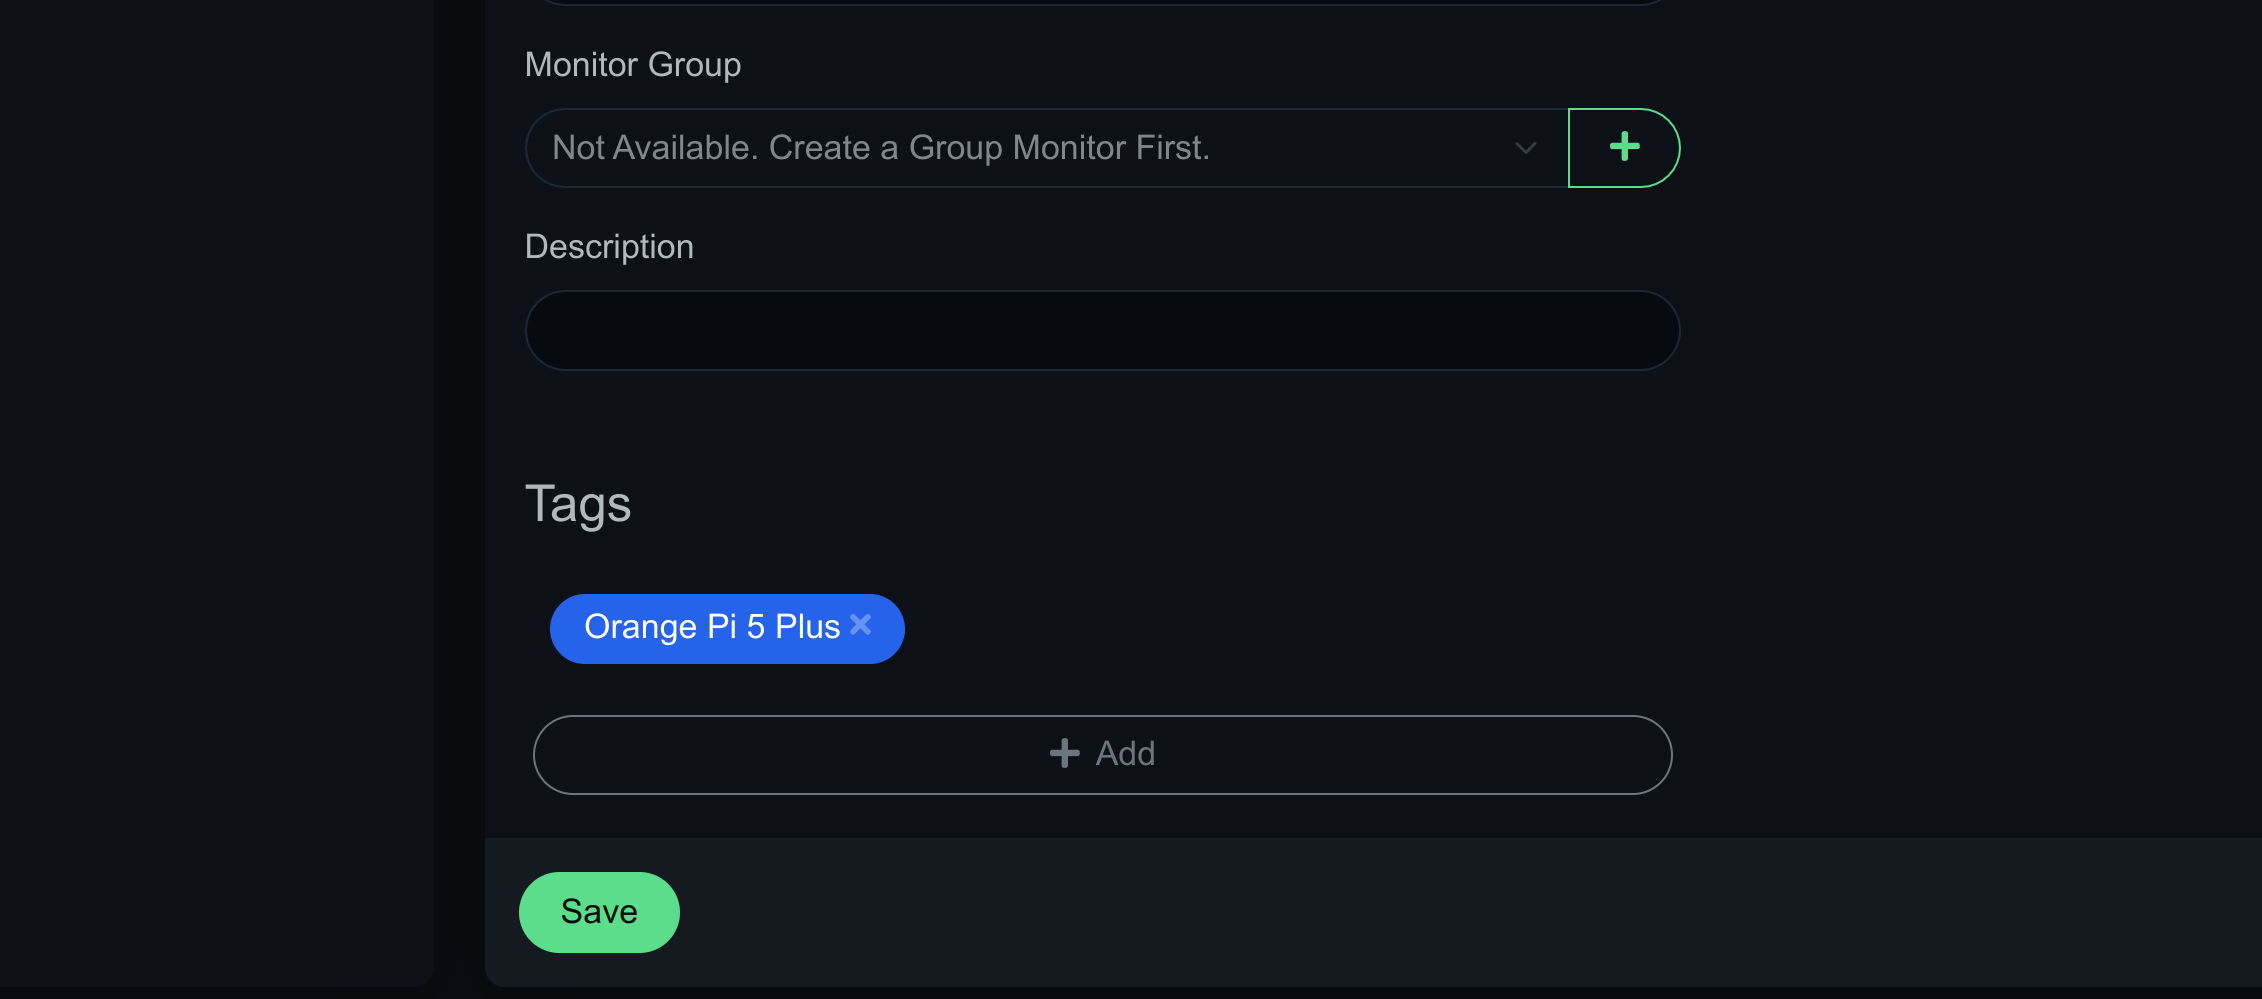 Monitor Group
Not Available. Create a Group Monitor First.
Description
Tags
Orange Pi 5 Plus
Add
Save